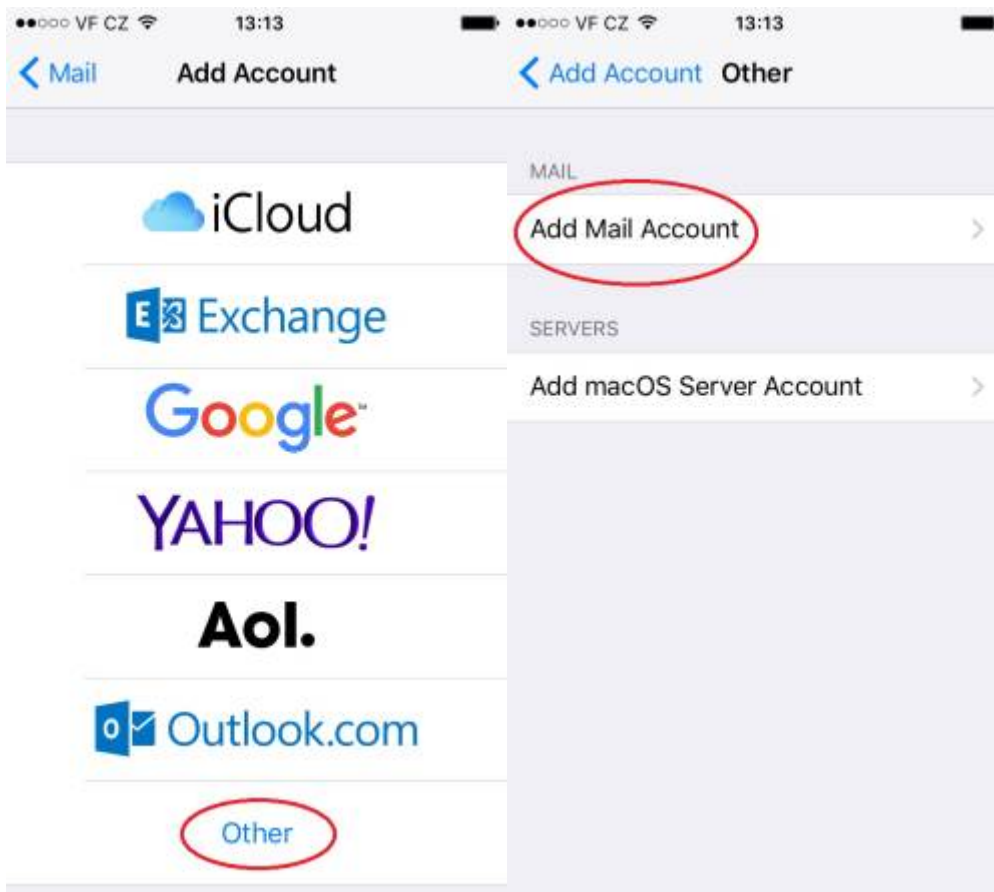 VF CZ 13:13
Mail Add Account
iCloud
Exchange
Google
YAHOO!
Aol.
Outlook.com
Other
VF CZ 13:13
Add Account Other
MAIL
Add Mail Account
SERVERS
Add macOS Server Account